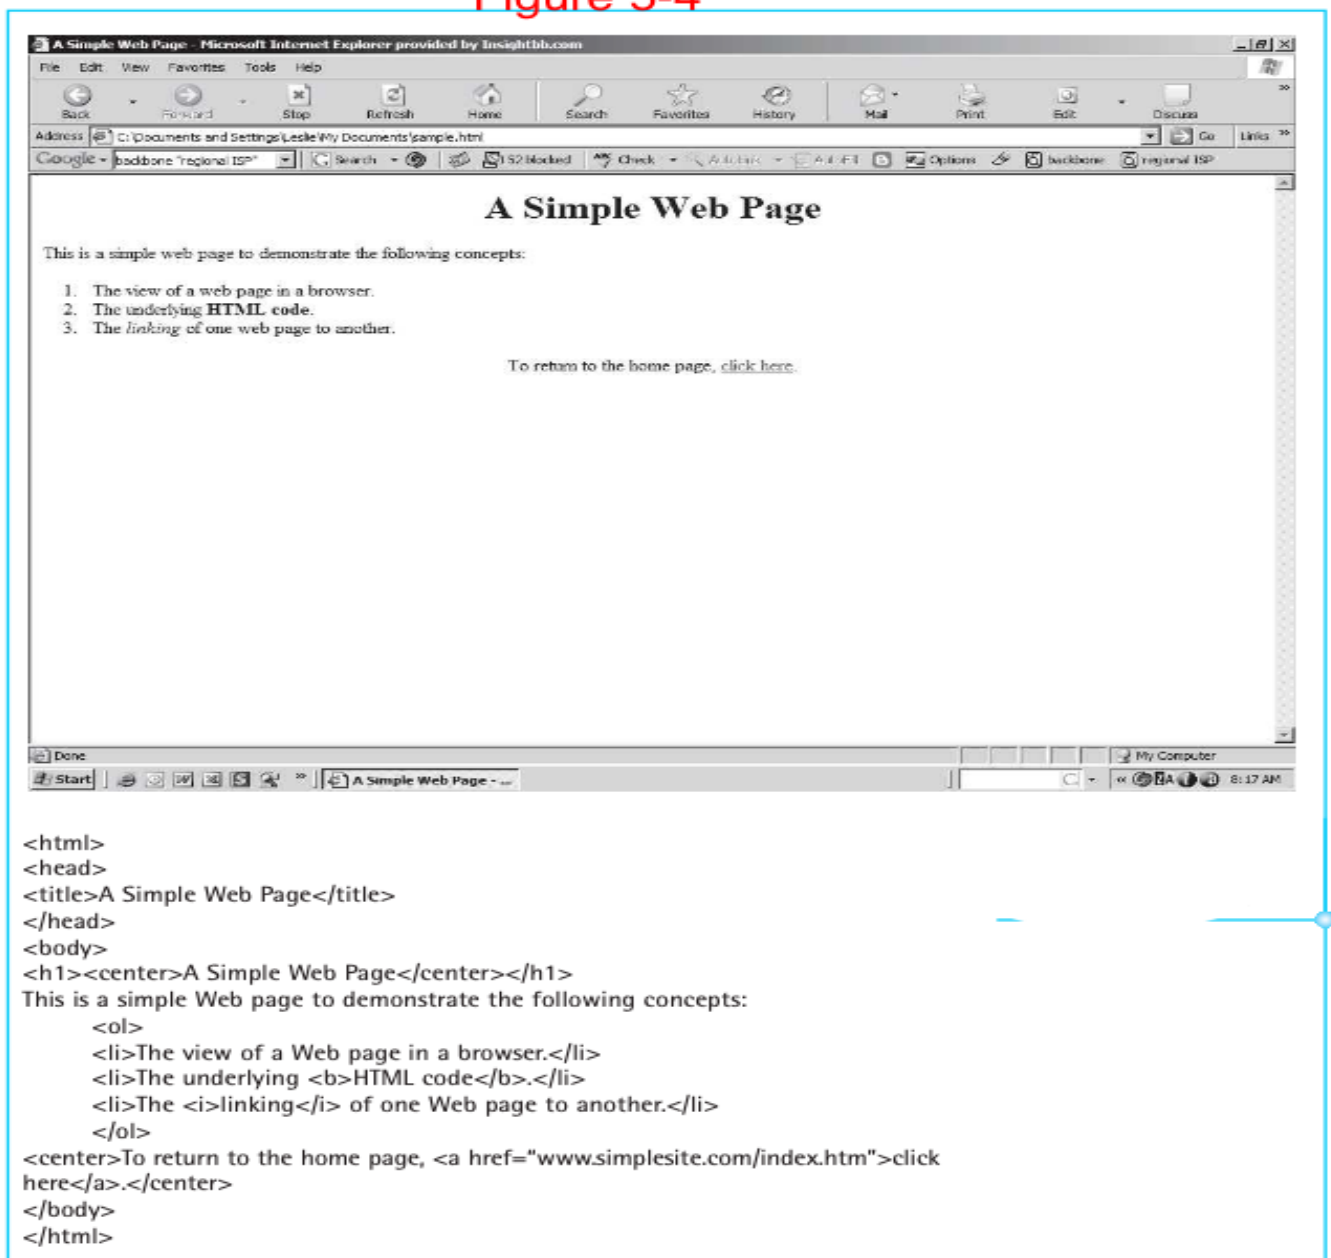 Figure 3-4
A Simple Web Page - Microsoft Internet Explorer provided by Insightbb.com
File Edit View Favorites Tools Help
Back Forward Stop Refresh Home Search Favorites History Mail Print Edit Discuss
Address C:\Documents and Settings\Leslie\My Documents\sample.html Go Links »
Google backbone "regional ISP" Search 152 blocked Check Options backbone regional ISP
A Simple Web Page
This is a simple web page to demonstrate the following concepts:
1. The view of a web page in a browser.
2. The underlying HTML code.
3. The linking of one web page to another.
To return to the home page, click here.
Done My Computer
Start » A Simple Web Page - ... « 8:17 AM
<html>
<head>
<title>A Simple Web Page</title>
</head>
<body>
<h1><center>A Simple Web Page</center></h1>
This is a simple Web page to demonstrate the following concepts:
<ol>
<li>The view of a Web page in a browser.</li>
<li>The underlying <b>HTML code</b>.</li>
<li>The <i>linking</i> of one Web page to another.</li>
</ol>
<center>To return to the home page, <a href="www.simplesite.com/index.htm">click
here</a>.</center>
</body>
</html>